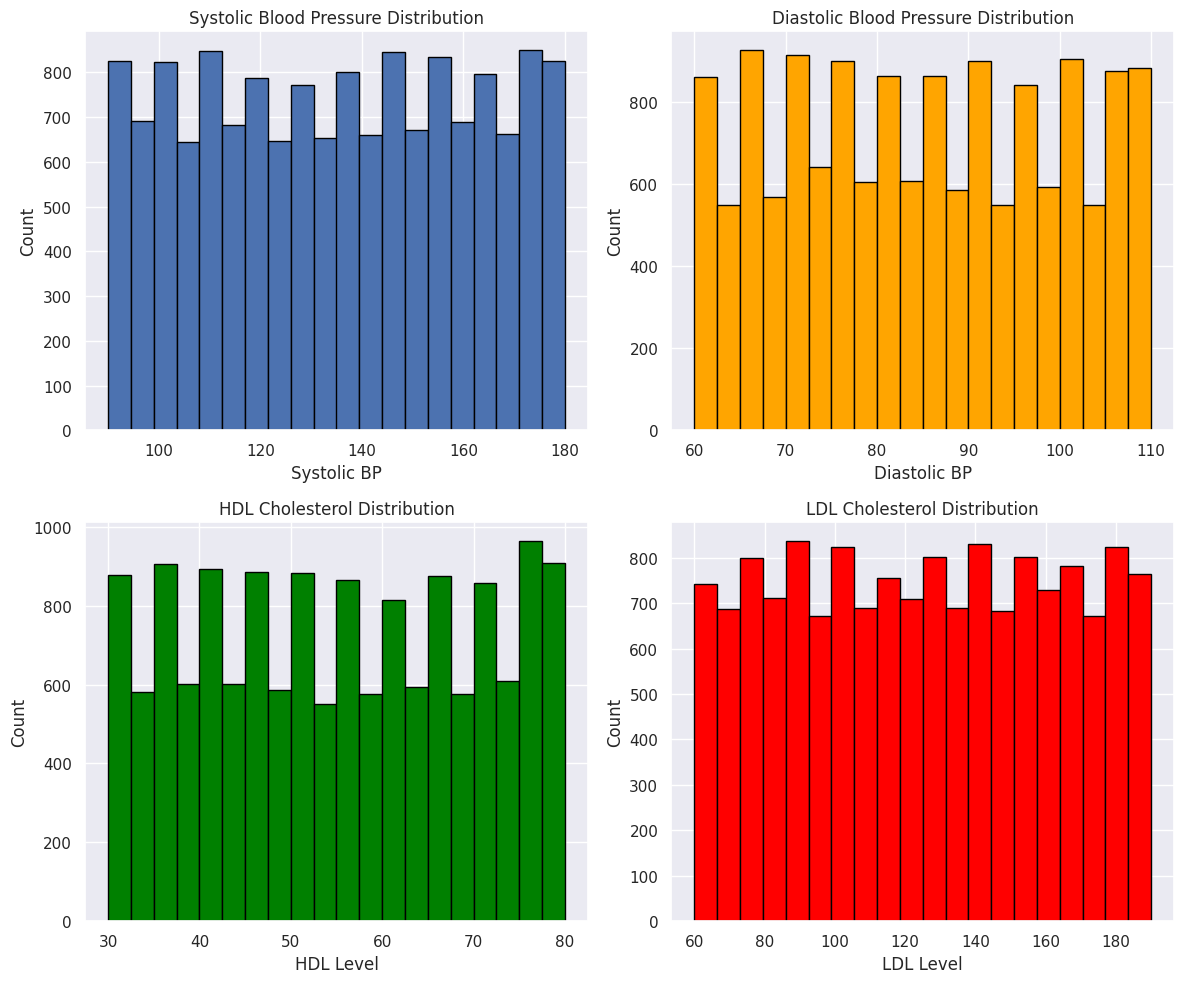 Systolic Blood Pressure Distribution
800
700
600
500
400
300
200
100
0
Count
100 120 140 160 180
Systolic BP
Diastolic Blood Pressure Distribution
800
600
400
200
0
Count
60 70 80 90 100 110
Diastolic BP
HDL Cholesterol Distribution
1000
800
600
400
200
0
Count
30 40 50 60 70 80
HDL Level
LDL Cholesterol Distribution
800
700
600
500
400
300
200
100
0
Count
60 80 100 120 140 160 180
LDL Level